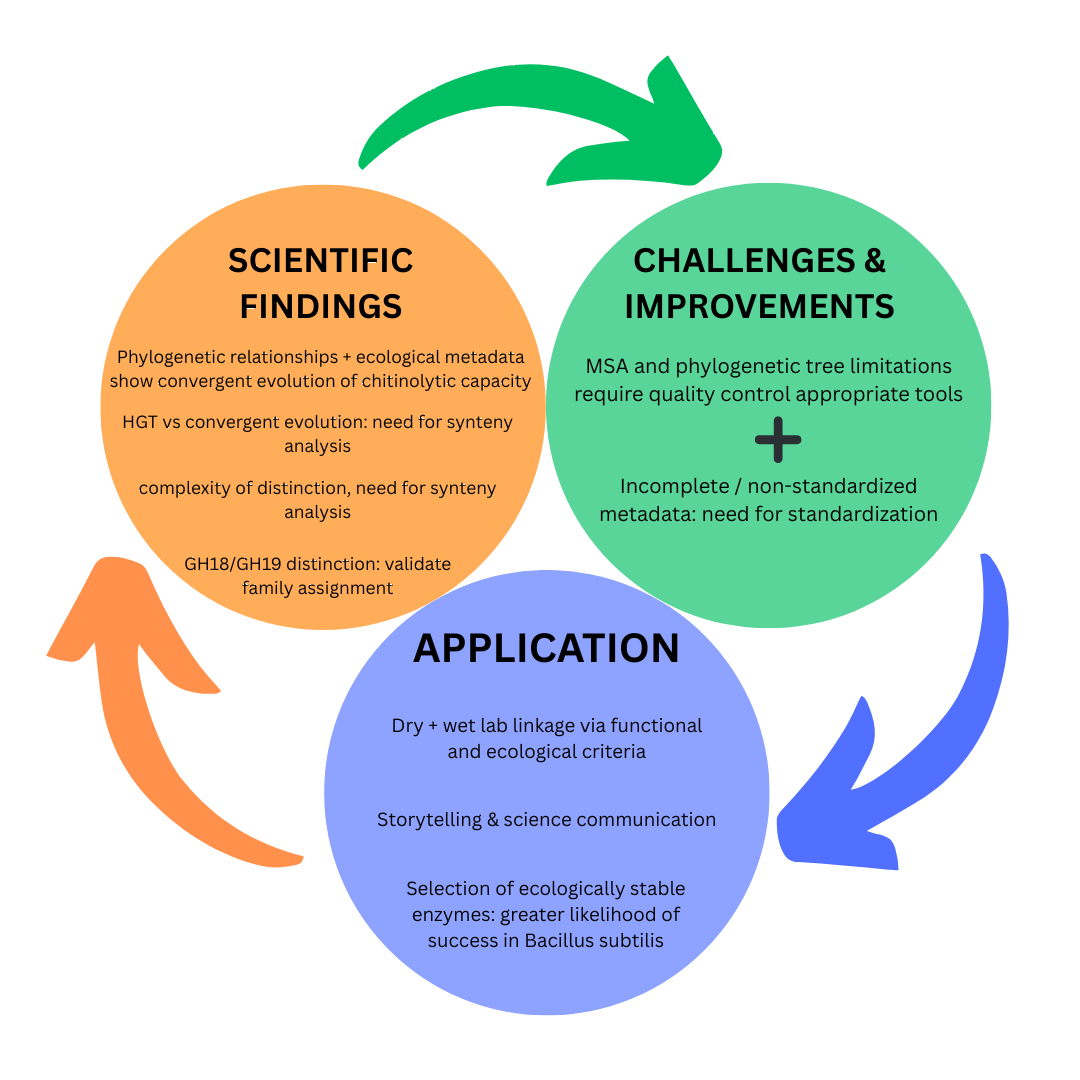 SCIENTIFIC
FINDINGS
Phylogenetic relationships + ecological metadata
show convergent evolution of chitinolytic capacity
HGT vs convergent evolution: need for synteny
analysis
complexity of distinction, need for synteny
analysis
GH18/GH19 distinction: validate
family assignment
CHALLENGES &
IMPROVEMENTS
MSA and phylogenetic tree limitations
require quality control appropriate tools
+
Incomplete / non-standardized
metadata: need for standardization
APPLICATION
Dry + wet lab linkage via functional
and ecological criteria
Storytelling & science communication
Selection of ecologically stable
enzymes: greater likelihood of
success in Bacillus subtilis